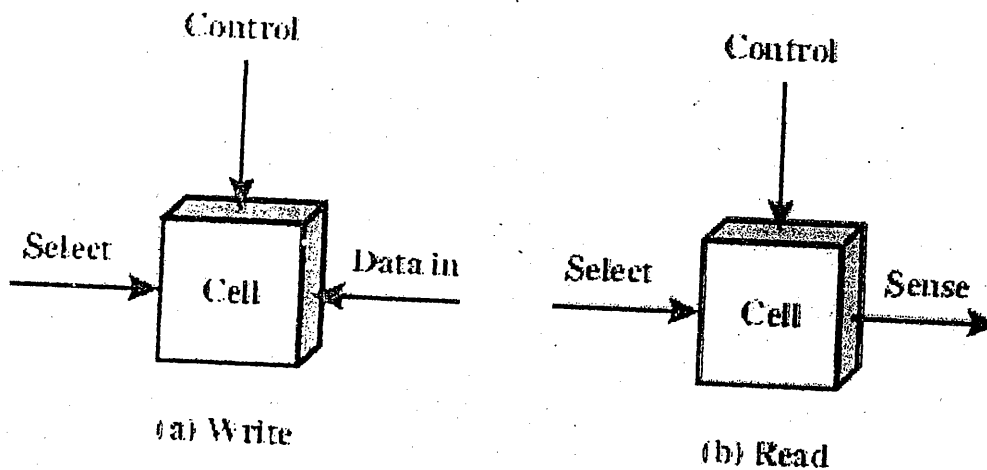 Control
Select
Cell
Data in
(a) Write
Control
Select
Cell
Sense
(b) Read